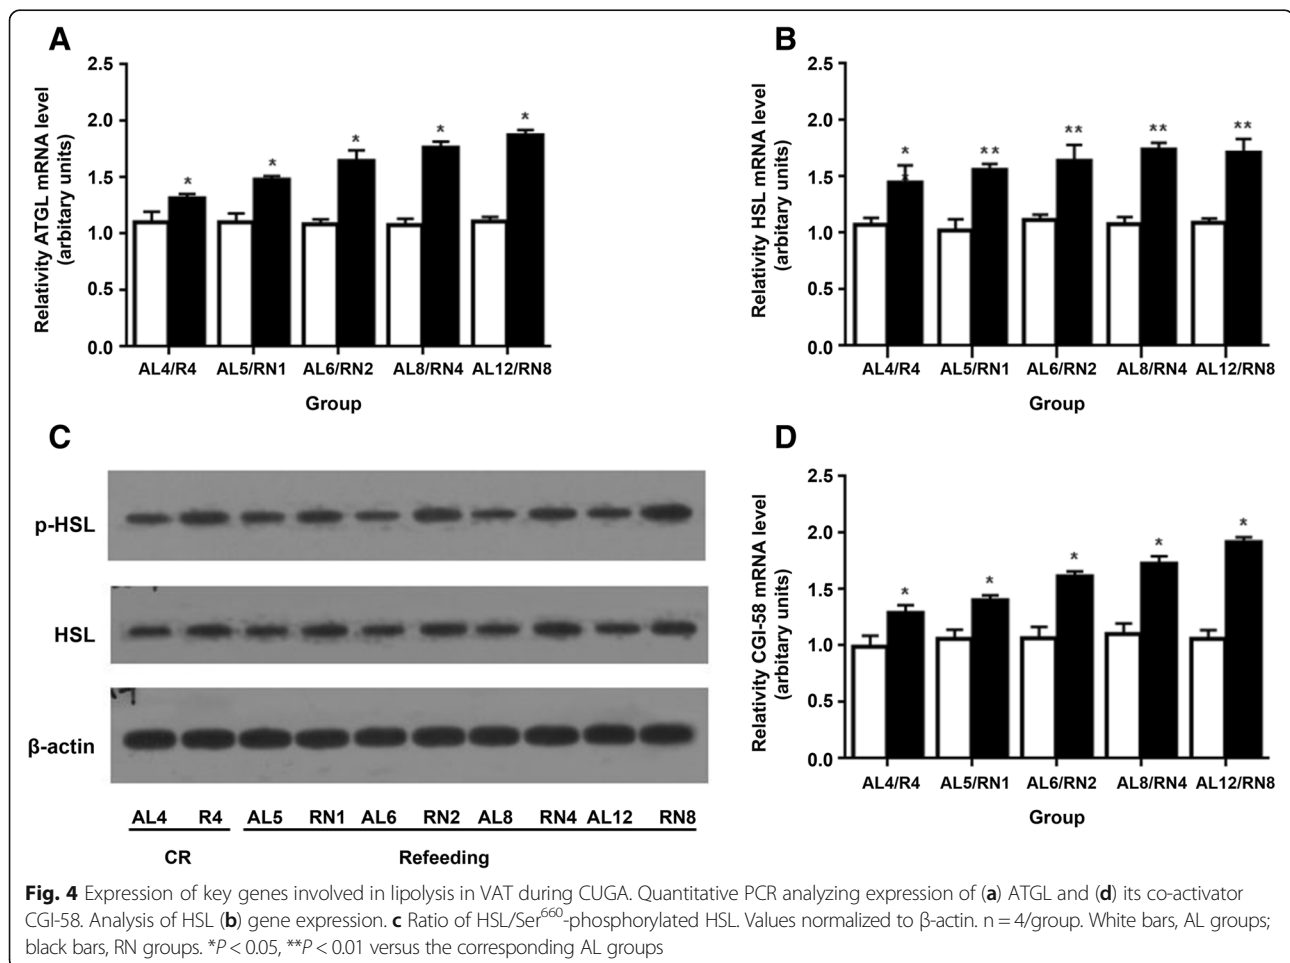 A
Relativity ATGL mRNA level
(arbitary units)
2.5
2.0
1.5
1.0
0.5
0.0
* * * * *
AL4/R4 AL5/RN1 AL6/RN2 AL8/RN4 AL12/RN8
Group
B
Relativity HSL mRNA level
(arbitary units)
2.5
2.0
1.5
1.0
0.5
0.0
* ** ** ** **
*
AL4/R4 AL5/RN1 AL6/RN2 AL8/RN4 AL12/RN8
Group
C
p-HSL
HSL
β-actin
AL4 R4 AL5 RN1 AL6 RN2 AL8 RN4 AL12 RN8
CR Refeeding
D
Relativity CGI-58 mRNA level
(arbitary units)
2.5
2.0
1.5
1.0
0.5
0.0
* * * * *
AL4/R4 AL5/RN1 AL6/RN2 AL8/RN4 AL12/RN8
Group
Fig. 4 Expression of key genes involved in lipolysis in VAT during CUGA. Quantitative PCR analyzing expression of (a) ATGL and (d) its co-activator
CGI-58. Analysis of HSL (b) gene expression. c Ratio of HSL/Ser660-phosphorylated HSL. Values normalized to β-actin. n = 4/group. White bars, AL groups;
black bars, RN groups. *P < 0.05, **P < 0.01 versus the corresponding AL groups